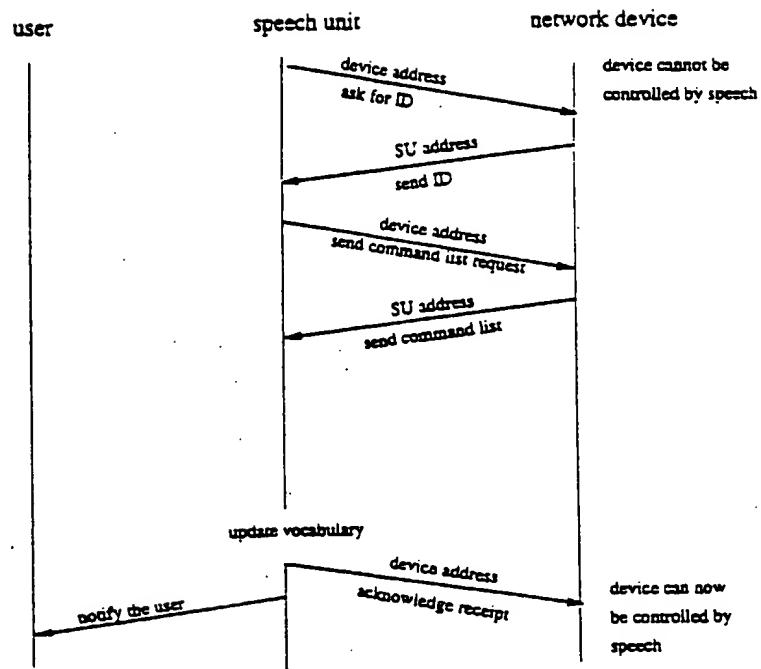 user
speech unit
network device
device address
ask for ID
device cannot be
controlled by speech
SU address
send ID
device address
send command list request
SU address
send command list
update vocabulary
device address
acknowledge receipt
notify the user
device can now
be controlled by
speech